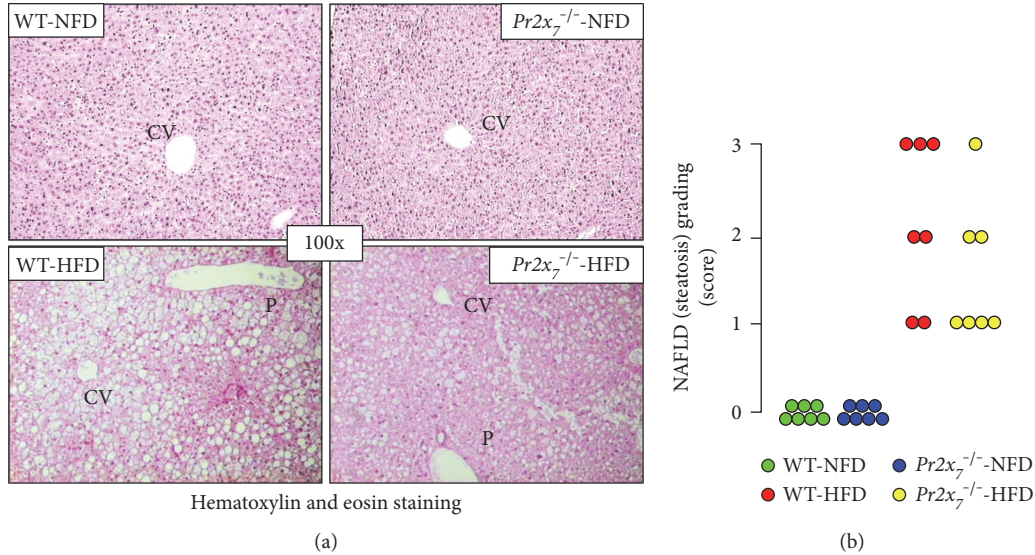 WT-NFD
Pr2x₇⁻/⁻-NFD
CV
CV
100x
WT-HFD
Pr2x₇⁻/⁻-HFD
P
CV
CV
P
Hematoxylin and eosin staining
(a)
NAFLD (steatosis) grading
(score)
3
2
1
0
WT-NFD
Pr2x₇⁻/⁻-NFD
WT-HFD
Pr2x₇⁻/⁻-HFD
(b)